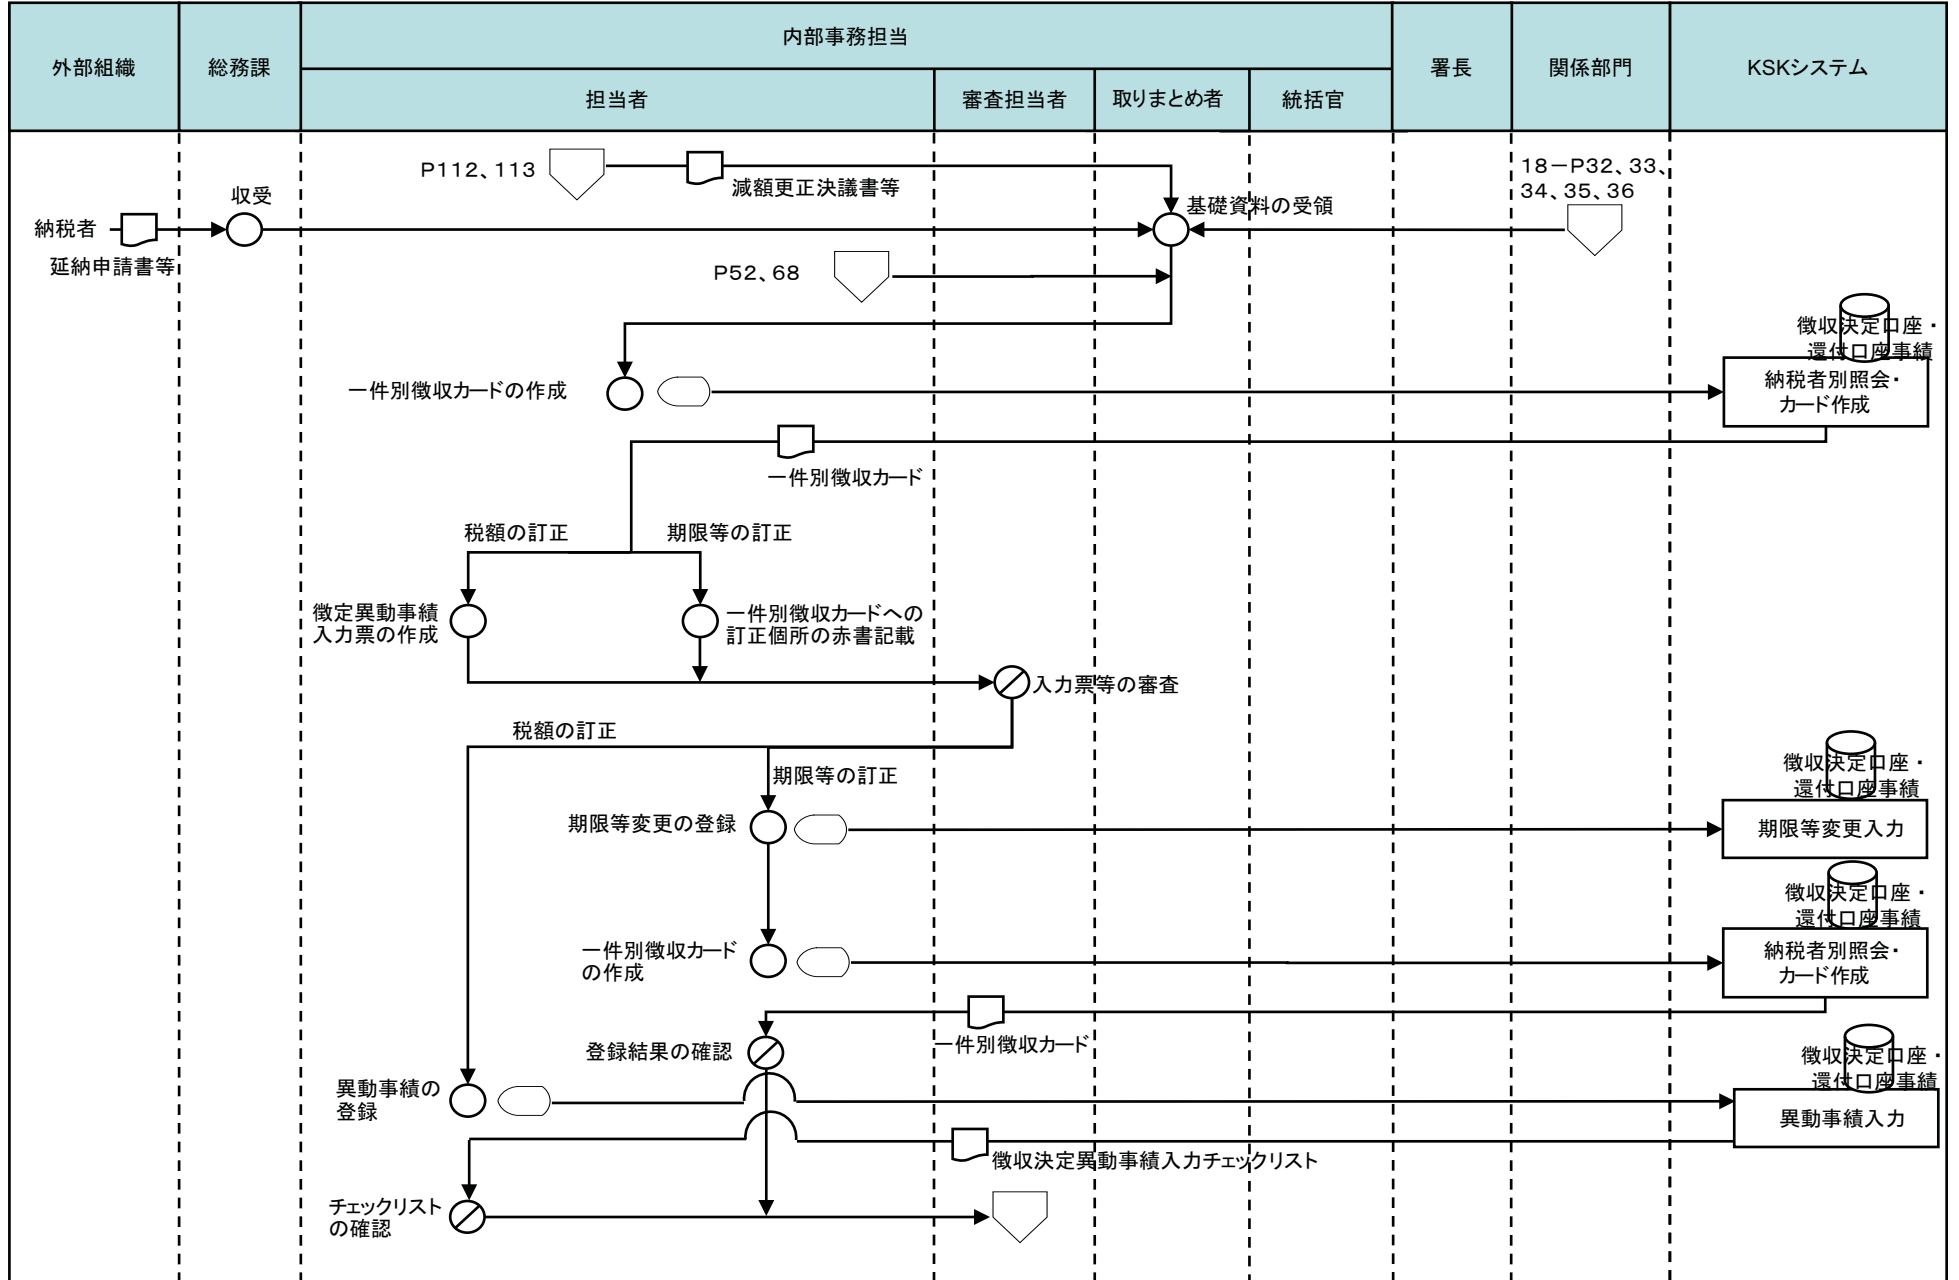 外部組織
総務課
内部事務担当
署長
関係部門
KSKシステム
担当者
審査担当者
取りまとめ者
統括官
P112、113
減額更正決議書等
18－P32、33、
34、35、36
収受
基礎資料の受領
納税者
延納申請書等
P52、68
徴収決定口座・
還付口座事績
納税者別照会・
カード作成
一件別徴収カードの作成
一件別徴収カード
税額の訂正
期限等の訂正
徴定異動事績
入力票の作成
一件別徴収カードへの
訂正個所の赤書記載
入力票等の審査
税額の訂正
期限等の訂正
徴収決定口座・
還付口座事績
期限等変更の登録
期限等変更入力
徴収決定口座・
還付口座事績
一件別徴収カード
の作成
納税者別照会・
カード作成
一件別徴収カード
登録結果の確認
徴収決定口座・
還付口座事績
異動事績の
登録
異動事績入力
徴収決定異動事績入力チェックリスト
チェックリスト
の確認